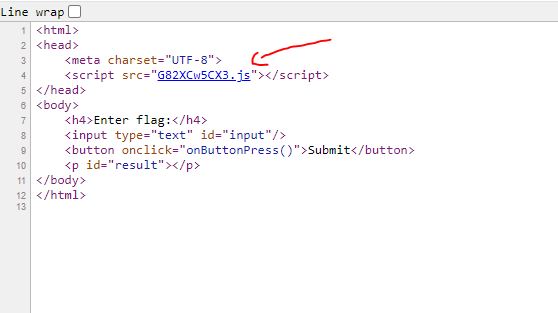 Line wrap
1 <html>
2 <head>
3 <meta charset="UTF-8">
4 <script src="G82XCw5CX3.js"></script>
5 </head>
6 <body>
7 <h4>Enter flag:</h4>
8 <input type="text" id="input"/>
9 <button onclick="onButtonPress()">Submit</button>
10 <p id="result"></p>
11 </body>
12 </html>
13